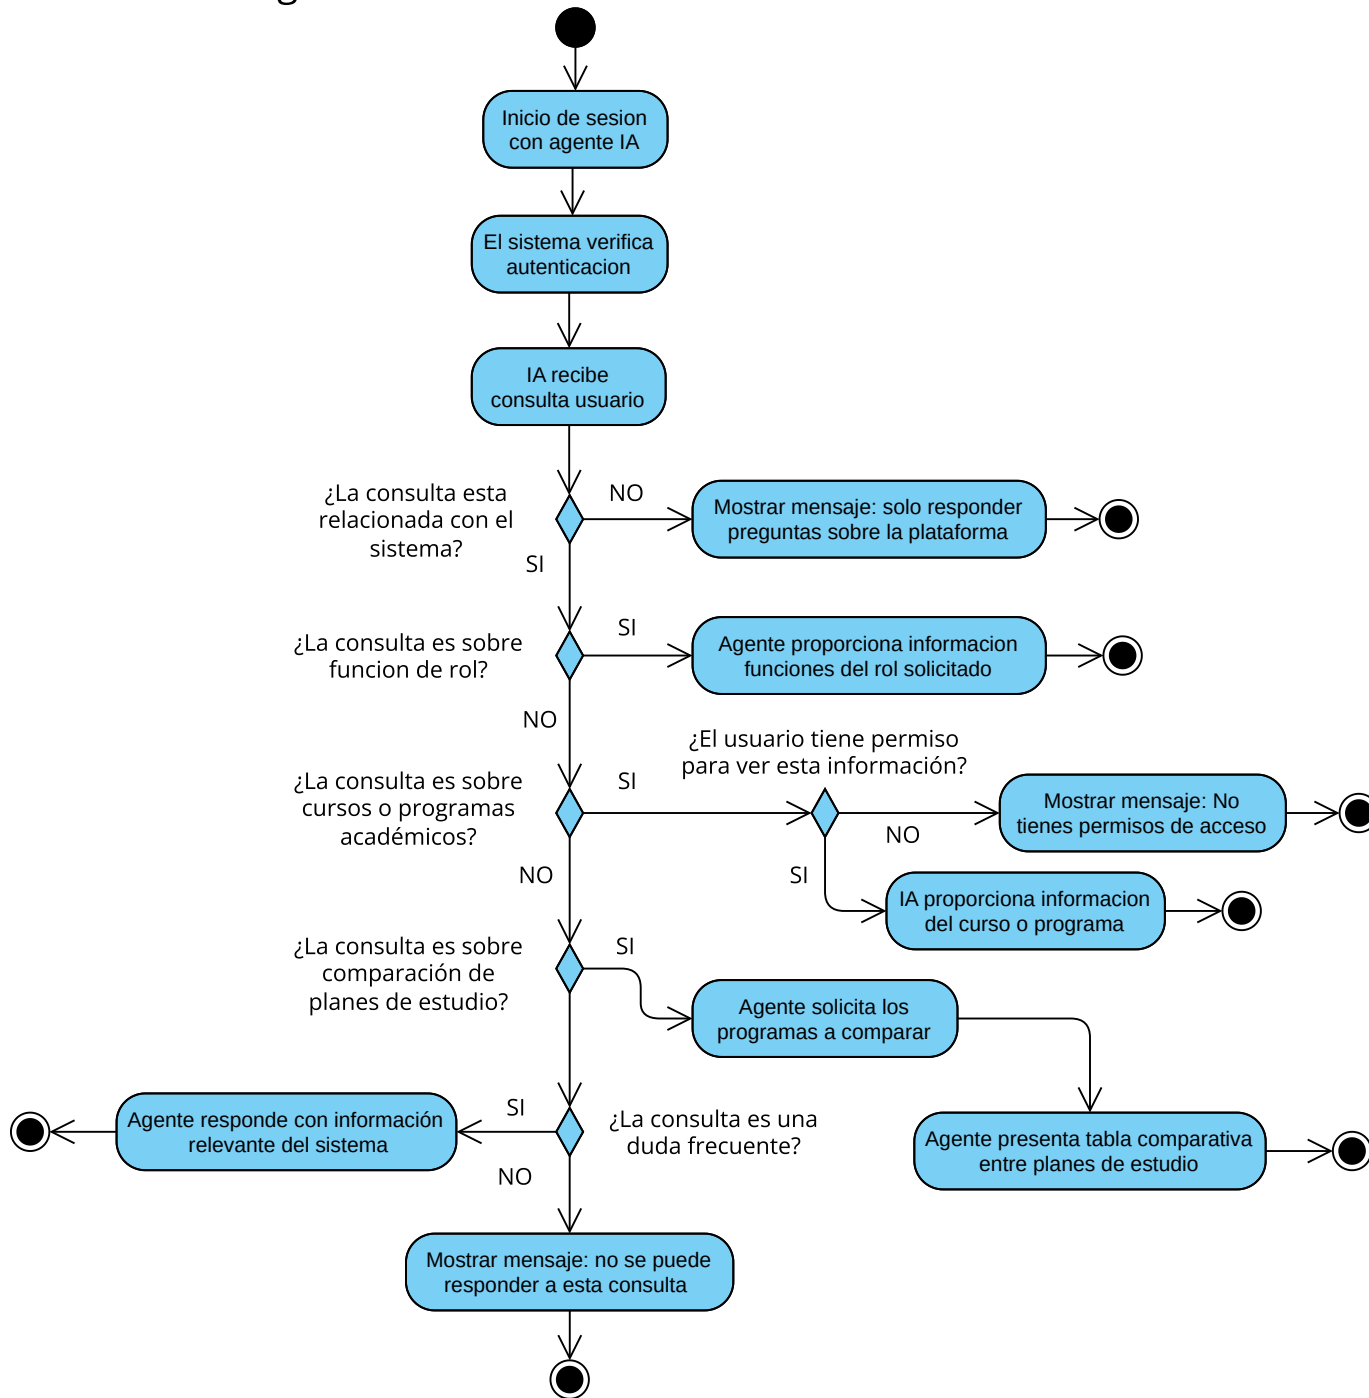 Inicio de sesion
con agente IA
El sistema verifica
autenticacion
IA recibe
consulta usuario
¿La consulta esta
relacionada con el
sistema?
NO
SI
Mostrar mensaje: solo responder
preguntas sobre la plataforma
¿La consulta es sobre
funcion de rol?
SI
NO
Agente proporciona informacion
funciones del rol solicitado
¿La consulta es sobre
cursos o programas
académicos?
SI
NO
¿El usuario tiene permiso
para ver esta información?
NO
SI
Mostrar mensaje: No
tienes permisos de acceso
IA proporciona informacion
del curso o programa
¿La consulta es sobre
comparación de
planes de estudio?
SI
Agente solicita los
programas a comparar
Agente presenta tabla comparativa
entre planes de estudio
¿La consulta es una
duda frecuente?
SI
NO
Agente responde con información
relevante del sistema
Mostrar mensaje: no se puede
responder a esta consulta